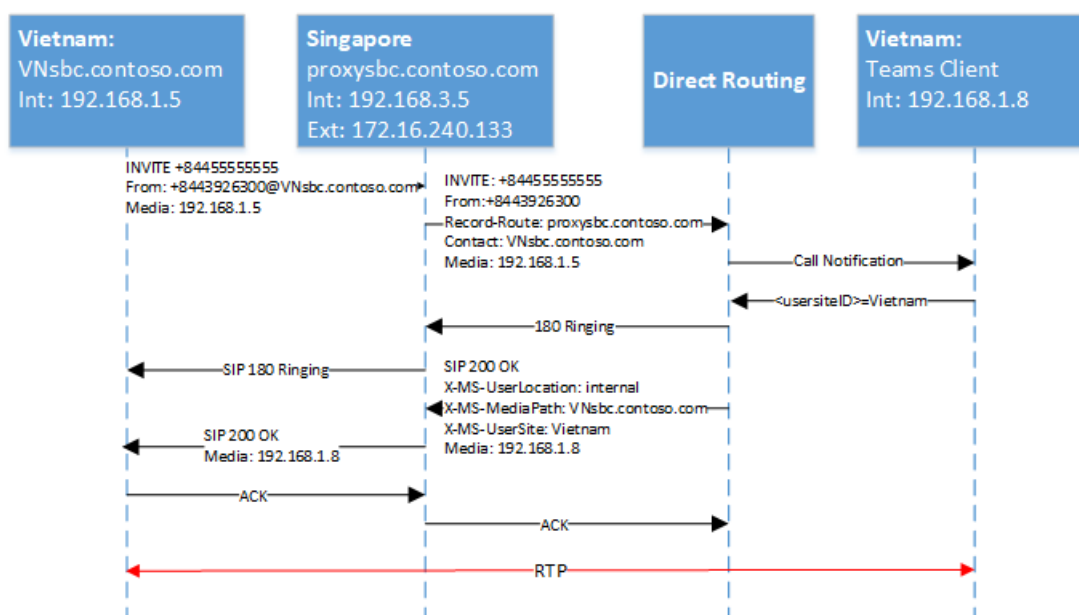 Vietnam:
VNsbc.contoso.com
Int: 192.168.1.5
Singapore
proxysbc.contoso.com
Int: 192.168.3.5
Ext: 172.16.240.133
Direct Routing
Vietnam:
Teams Client
Int: 192.168.1.8
INVITE +84455555555
From: +8443926300@VNsbc.contoso.com
Media: 192.168.1.5
INVITE: +84455555555
From:+8443926300
Record-Route: proxysbc.contoso.com
Contact: VNsbc.contoso.com
Media: 192.168.1.5
Call Notification
<usersiteID>=Vietnam
180 Ringing
SIP 180 Ringing
SIP 200 OK
X-MS-UserLocation: internal
X-MS-MediaPath: VNsbc.contoso.com
X-MS-UserSite: Vietnam
Media: 192.168.1.8
SIP 200 OK
Media: 192.168.1.8
ACK
ACK
RTP